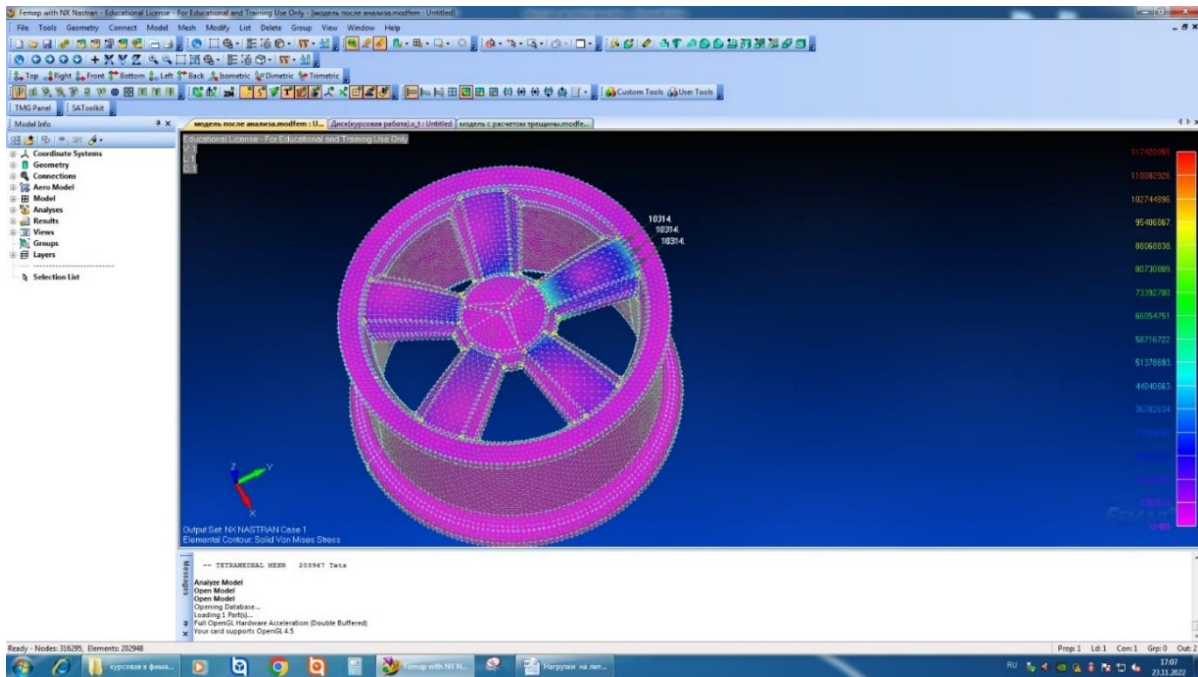 Femap with NX Nastran - Educational License - For Educational and Training Use Only - [модель после анализа.modfem : Untitled]
File Tools Geometry Connect Model Mesh Modify List Delete Group View Window Help
Top Right Front Bottom Left Back Isometric Dimetric Trimetric
Custom Tools User Tools
TMG Panel SAToolkit
Model Info
модель после анализа.modfem : U... Диск(курсовая работа).x_t : Untitled модель с расчетом трещины.modfe...
Coordinate Systems
Geometry
Connections
Aero Model
Model
Analyses
Results
Views
Groups
Layers
Selection List
Educational License - For Educational and Training Use Only
V:1
L:1
C:1
10314.
10314.
10314.
110082926.
102744896.
95406867.
88068838.
80730809.
73392780.
66054751.
58716722.
51378693.
44040663.
Z
Y
X
Output Set: NX NASTRAN Case 1
Elemental Contour: Solid Von Mises Stress
Messages
-- TETRAHEDRAL MESH 203967 Tets
Analyze Model
Open Model
Open Model
Opening Database...
Loading 1 Part(s)...
Full OpenGL Hardware Acceleration (Double Buffered)
Your card supports OpenGL 4.5
Ready - Nodes: 316295, Elements: 202948
Prop:1 Ld:1 Con:1 Grp:0 Out:2
курсовая в фима...
Femap with NX N...
Нагрузки на лит...
RU
17:07
23.11.2022